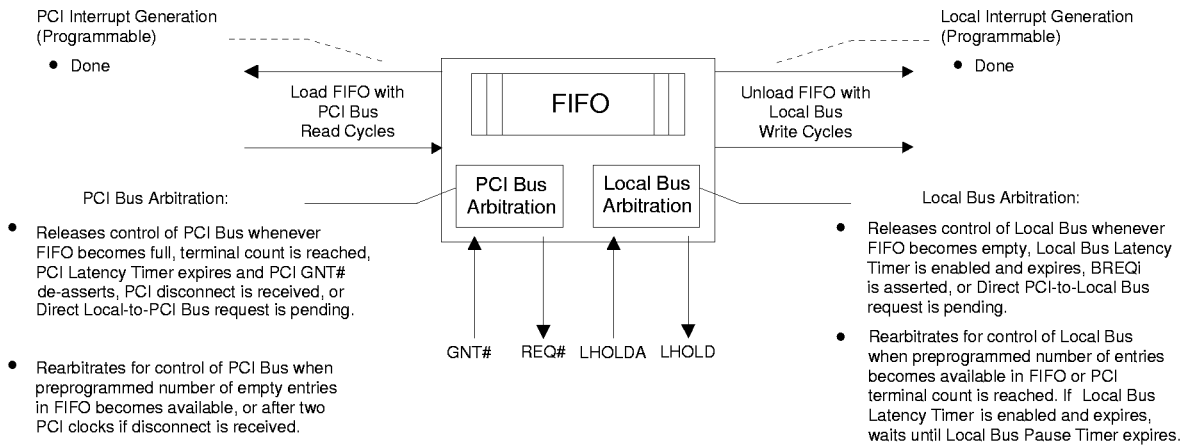 PCI Interrupt Generation
(Programmable)
• Done
Local Interrupt Generation
(Programmable)
• Done
Load FIFO with
PCI Bus
Read Cycles
FIFO
Unload FIFO with
Local Bus
Write Cycles
PCI Bus
Arbitration
Local Bus
Arbitration
PCI Bus Arbitration:
• Releases control of PCI Bus whenever
FIFO becomes full, terminal count is reached,
PCI Latency Timer expires and PCI GNT#
de-asserts, PCI disconnect is received, or
Direct Local-to-PCI Bus request is pending.
• Rearbitrates for control of PCI Bus when
preprogrammed number of empty entries
in FIFO becomes available, or after two
PCI clocks if disconnect is received.
GNT# REQ# LHOLDA LHOLD
Local Bus Arbitration:
• Releases control of Local Bus whenever
FIFO becomes empty, Local Bus Latency
Timer is enabled and expires, BREQi
is asserted, or Direct PCI-to-Local Bus
request is pending.
• Rearbitrates for control of Local Bus
when preprogrammed number of entries
becomes available in FIFO or PCI
terminal count is reached. If Local Bus
Latency Timer is enabled and expires,
waits until Local Bus Pause Timer expires.